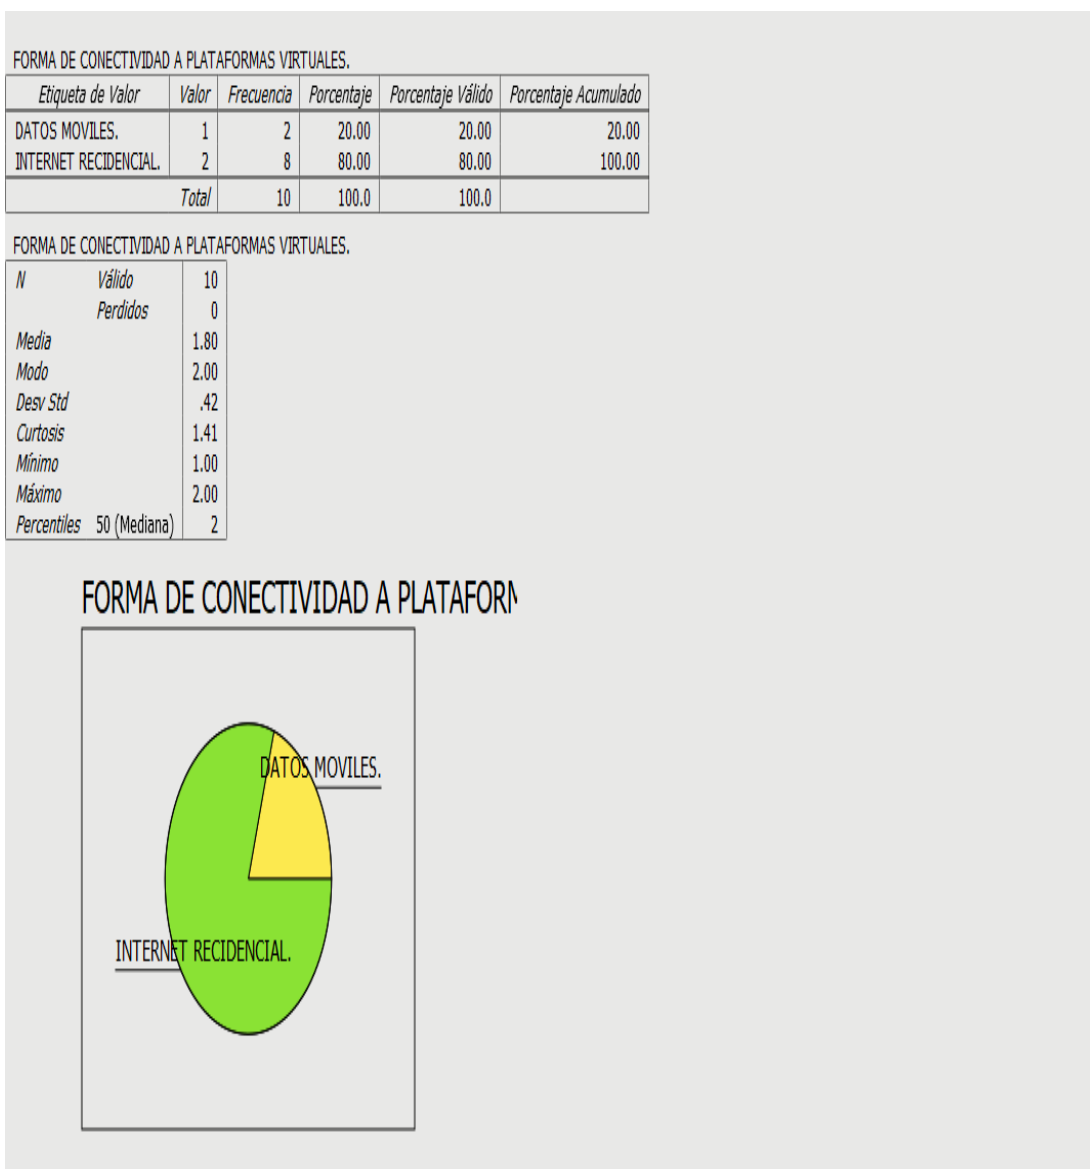 FORMA DE CONECTIVIDAD A PLATAFORMAS VIRTUALES.
Etiqueta de Valor Valor Frecuencia Porcentaje Porcentaje Válido Porcentaje Acumulado
DATOS MOVILES. 1 2 20.00 20.00 20.00
INTERNET RECIDENCIAL. 2 8 80.00 80.00 100.00
Total 10 100.0 100.0
FORMA DE CONECTIVIDAD A PLATAFORMAS VIRTUALES.
N Válido 10
Perdidos 0
Media 1.80
Modo 2.00
Desv Std .42
Curtosis 1.41
Mínimo 1.00
Máximo 2.00
Percentiles 50 (Mediana) 2
FORMA DE CONECTIVIDAD A PLATAFORM
DATOS MOVILES.
INTERNET RECIDENCIAL.